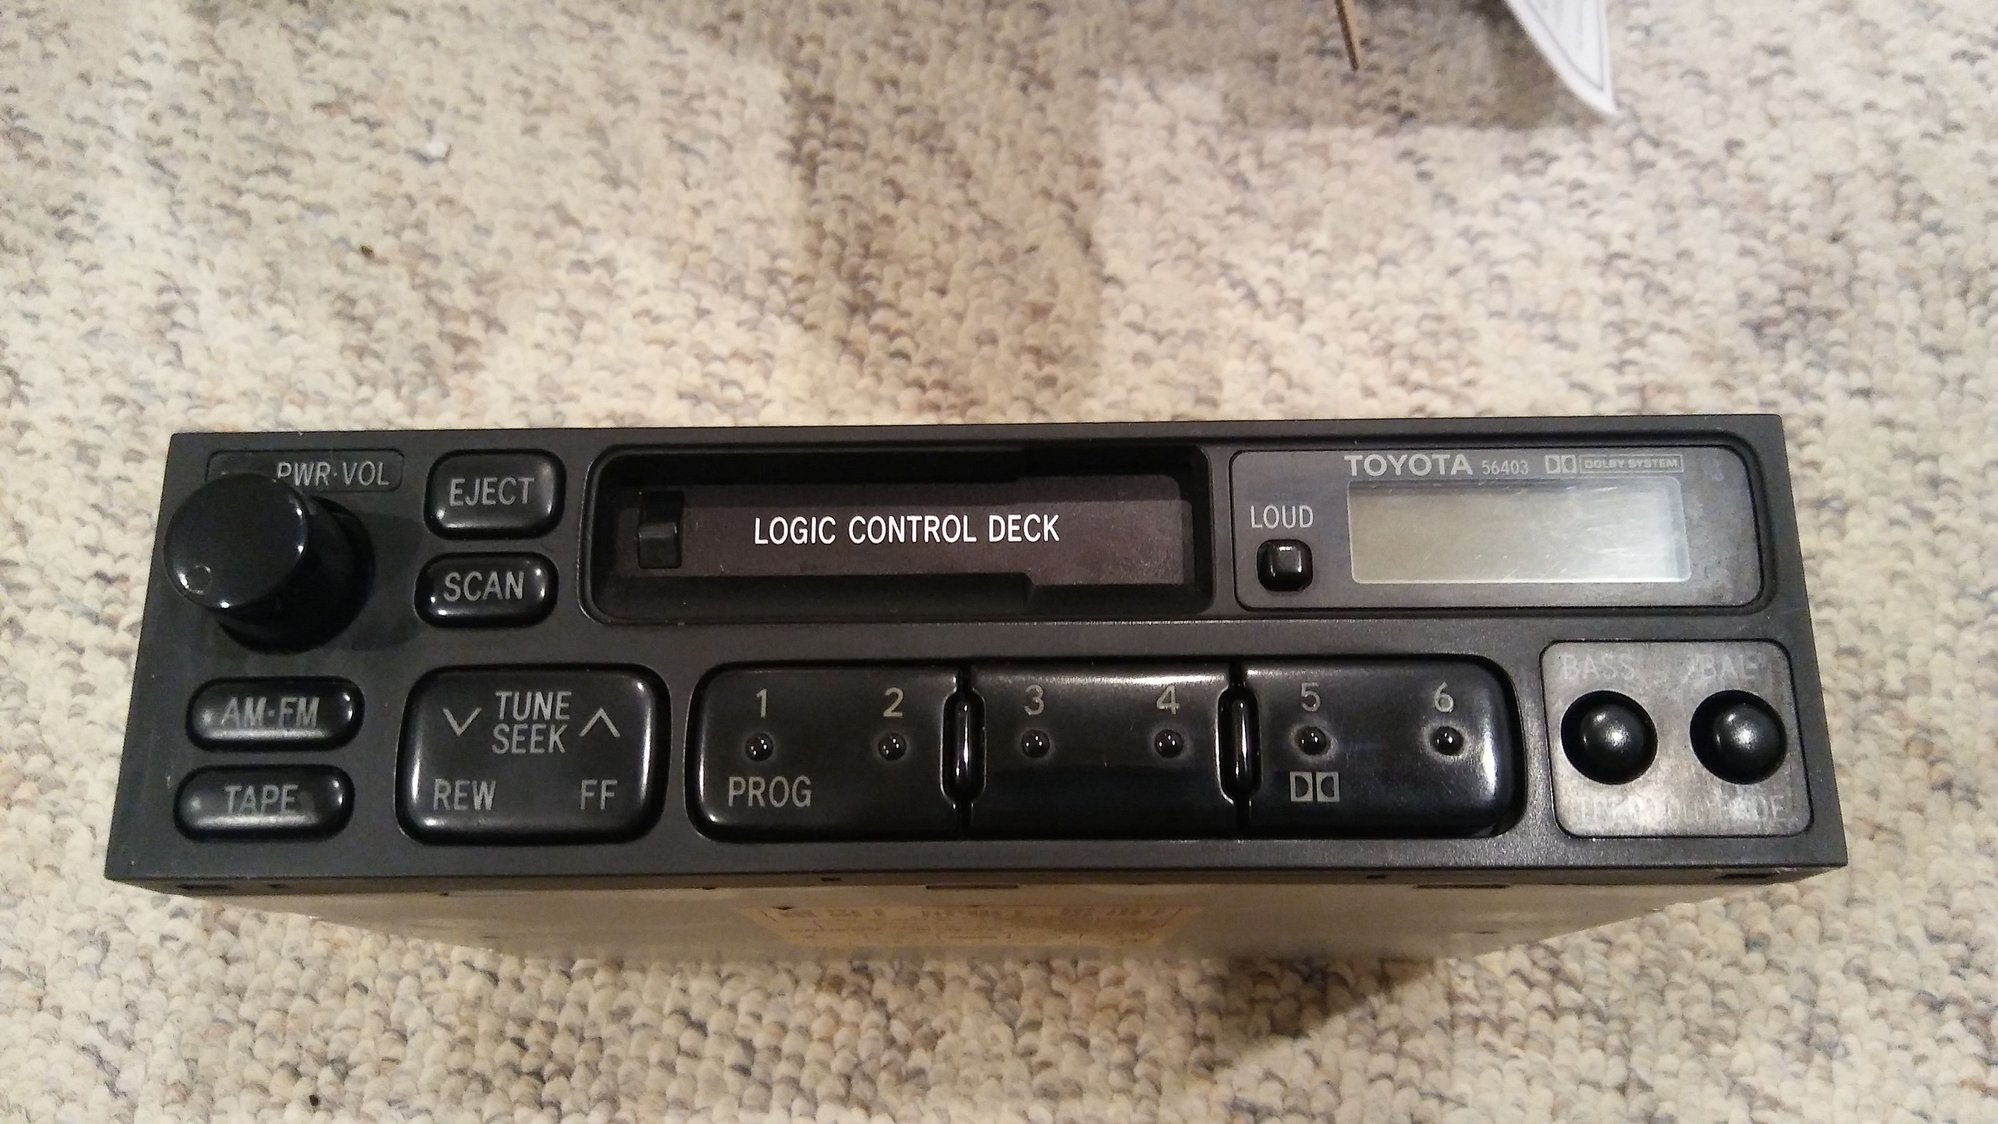 PWR·VOL
EJECT
SCAN
LOGIC CONTROL DECK
TOYOTA 56403 DOLBY SYSTEM
LOUD
AM·FM
TAPE
TUNE
SEEK
REW FF
1 2 3 4 5 6
PROG
BASS BAL